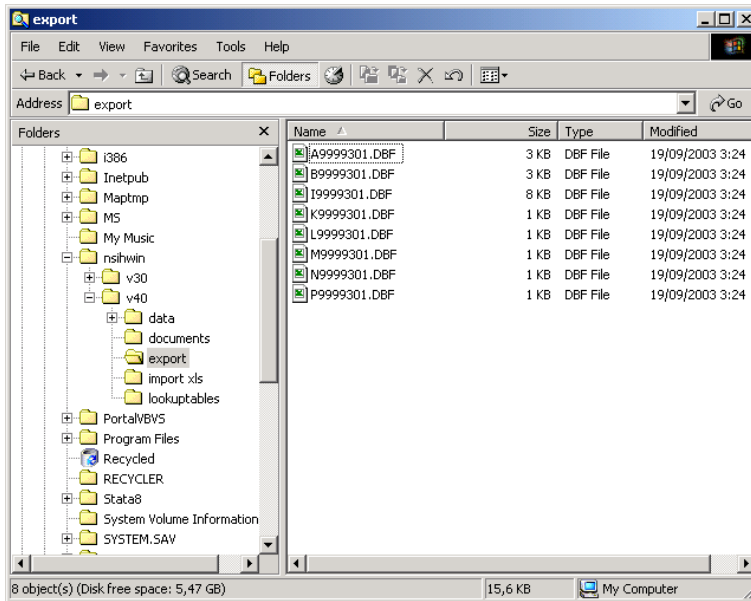 export
File Edit View Favorites Tools Help
Back Search Folders
Address export Go
Folders
Name Size Type Modified
i386
Inetpub
Maptmp
MS
My Music
nsihwin
v30
v40
data
documents
export
import xls
lookuptables
PortalVBVS
Program Files
Recycled
RECYCLER
Stata8
System Volume Information
SYSTEM.SAV
A9999301.DBF 3 KB DBF File 19/09/2003 3:24
B9999301.DBF 3 KB DBF File 19/09/2003 3:24
I9999301.DBF 8 KB DBF File 19/09/2003 3:24
K9999301.DBF 1 KB DBF File 19/09/2003 3:24
L9999301.DBF 1 KB DBF File 19/09/2003 3:24
M9999301.DBF 1 KB DBF File 19/09/2003 3:24
N9999301.DBF 1 KB DBF File 19/09/2003 3:24
P9999301.DBF 1 KB DBF File 19/09/2003 3:24
8 object(s) (Disk free space: 5,47 GB) 15,6 KB My Computer